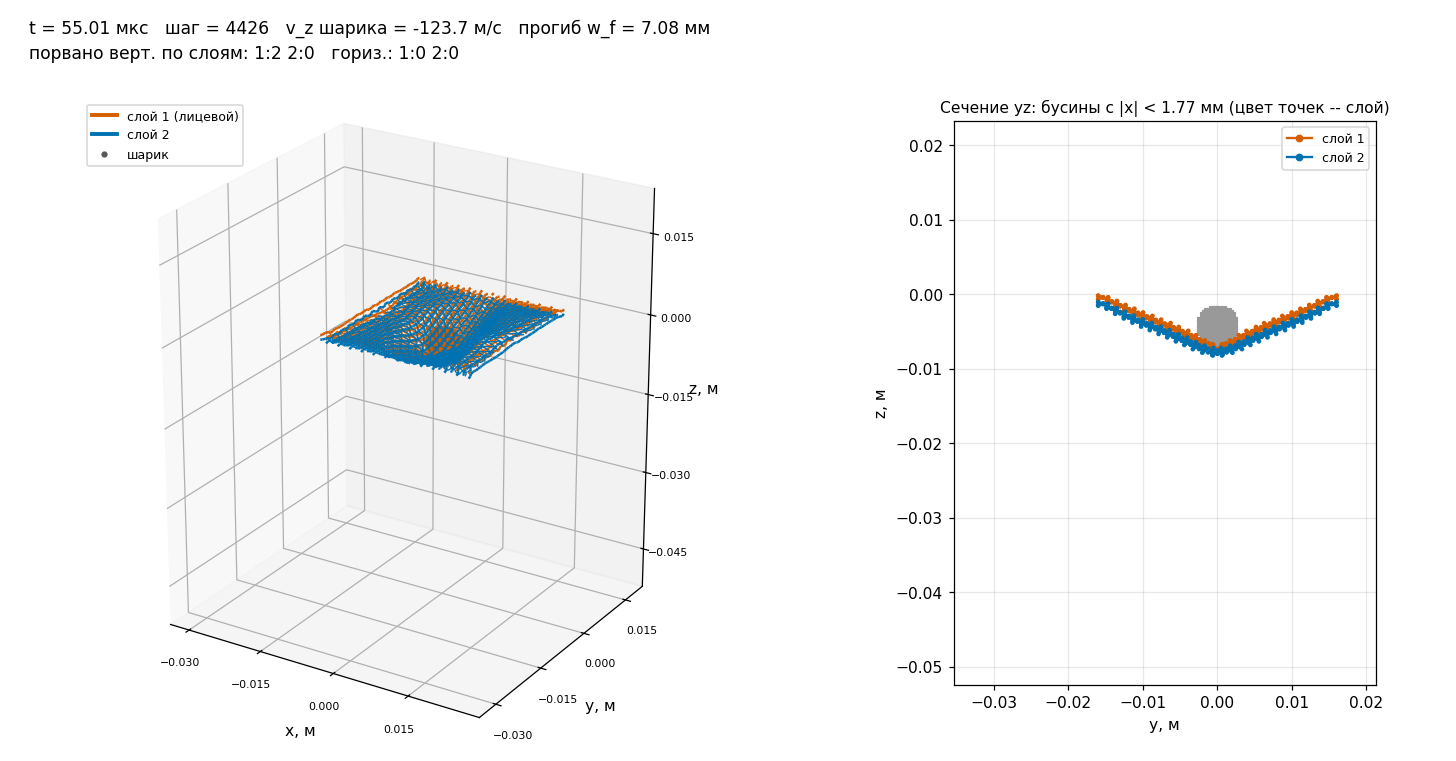 t = 55.01 мкс   шаг = 4426   v_z шарика = -123.7 м/с   прогиб w_f = 7.08 мм
порвано верт. по слоям: 1:2 2:0   гориз.: 1:0 2:0
слой 1 (лицевой)
слой 2
шарик
0.015
0.000
−0.015
z, м
−0.030
−0.045
−0.030
−0.015
0.000
0.015
x, м
−0.030
−0.015
0.000
0.015
y, м
Сечение yz: бусины с |x| < 1.77 мм (цвет точек -- слой)
слой 1
слой 2
0.02
0.01
0.00
−0.01
−0.02
−0.03
−0.04
−0.05
z, м
−0.03
−0.02
−0.01
0.00
0.01
0.02
y, м